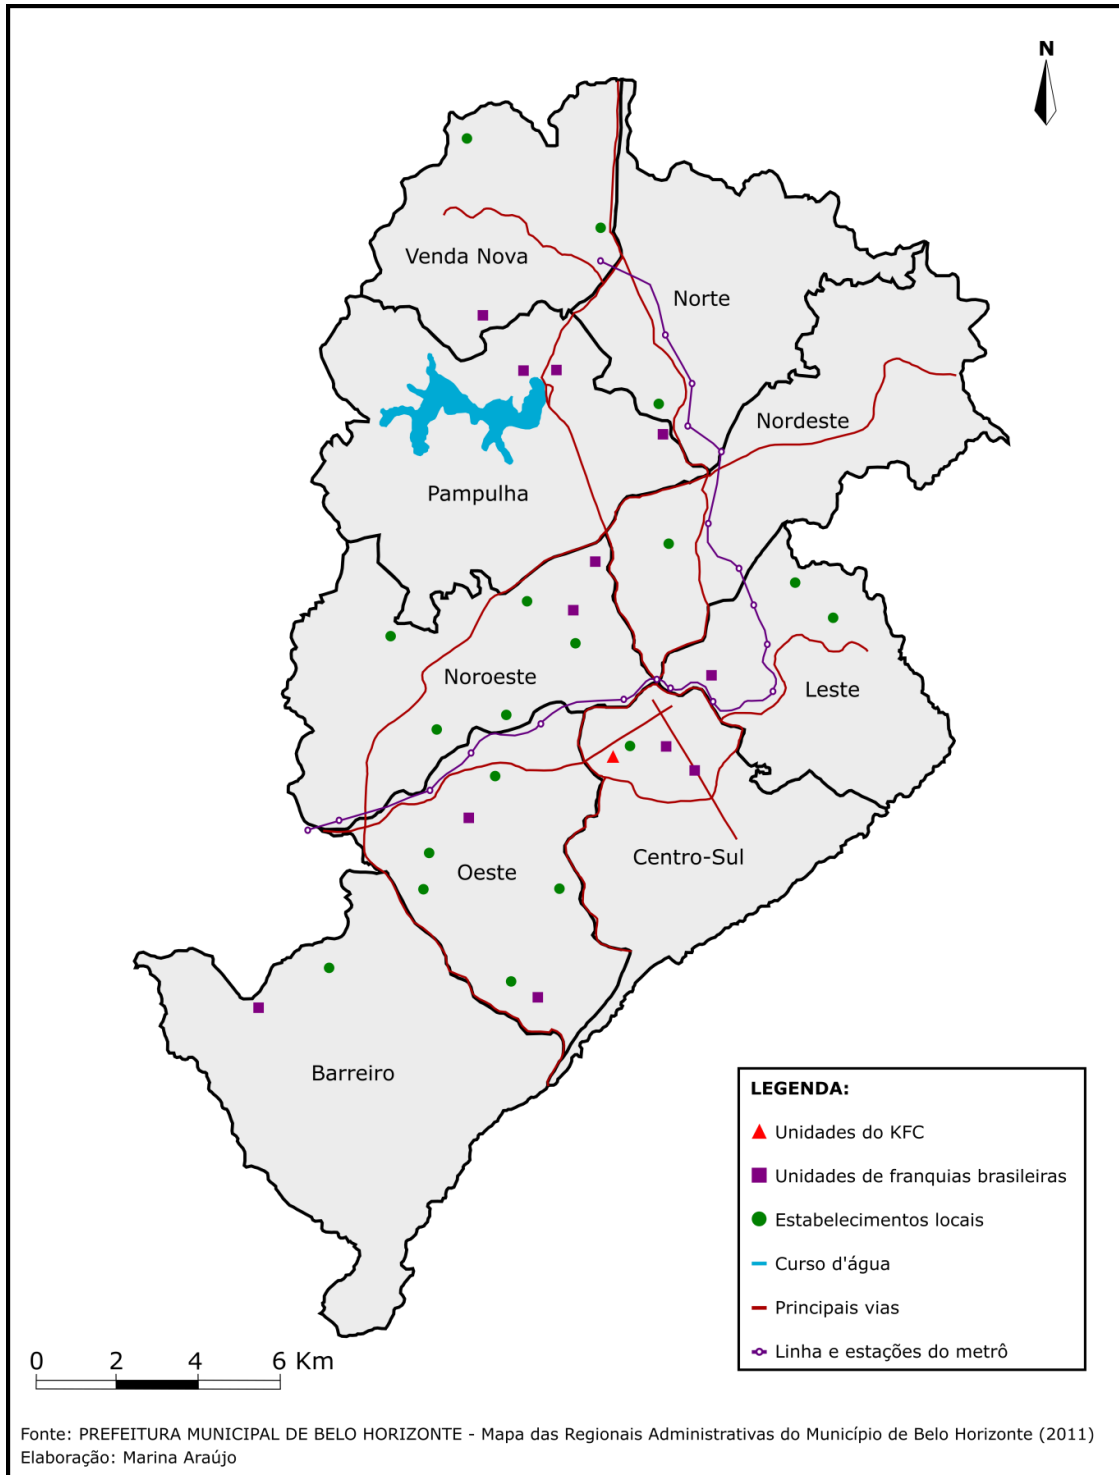 N
Venda Nova
Norte
Nordeste
Pampulha
Noroeste
Leste
Centro-Sul
Oeste
Barreiro
LEGENDA:
Unidades do KFC
Unidades de franquias brasileiras
Estabelecimentos locais
Curso d'água
Principais vias
Linha e estações do metrô
0 2 4 6 Km
Fonte: PREFEITURA MUNICIPAL DE BELO HORIZONTE - Mapa das Regionais Administrativas do Município de Belo Horizonte (2011)
Elaboração: Marina Araújo